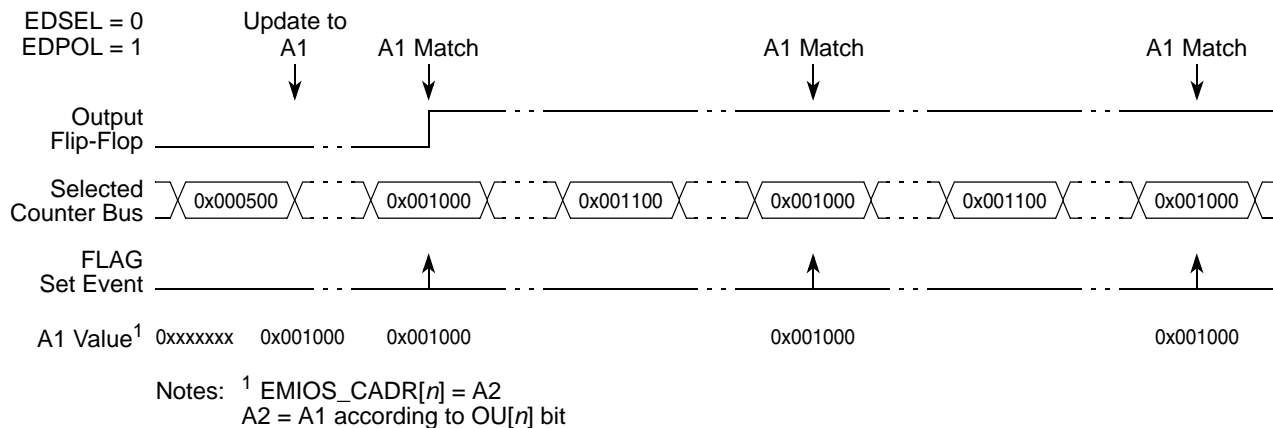 EDSEL = 0
EDPOL = 1
Update to
A1
A1 Match
A1 Match
A1 Match
Output
Flip-Flop
Selected
Counter Bus
0x000500
0x001000
0x001100
0x001000
0x001100
0x001000
FLAG
Set Event
A1 Value1 0xxxxxxx 0x001000 0x001000 0x001000 0x001000
Notes: 1 EMIOS_CADR[n] = A2
A2 = A1 according to OU[n] bit